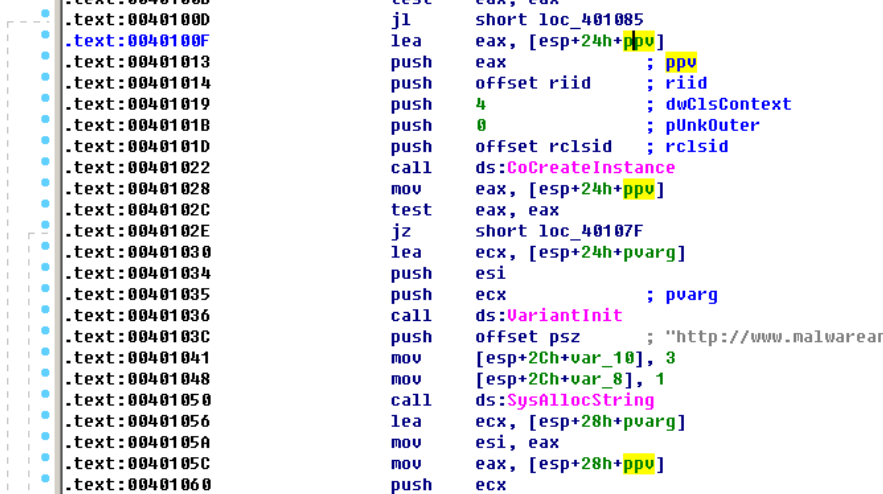 test eax, eax
.text:0040100D jl short loc_401085
.text:0040100F lea eax, [esp+24h+ppv]
.text:00401013 push eax ; ppv
.text:00401014 push offset riid ; riid
.text:00401019 push 4 ; dwClsContext
.text:0040101B push 0 ; pUnkOuter
.text:0040101D push offset rclsid ; rclsid
.text:00401022 call ds:CoCreateInstance
.text:00401028 mov eax, [esp+24h+ppv]
.text:0040102C test eax, eax
.text:0040102E jz short loc_40107F
.text:00401030 lea ecx, [esp+24h+pvarg]
.text:00401034 push esi
.text:00401035 push ecx ; pvarg
.text:00401036 call ds:VariantInit
.text:0040103C push offset psz ; "http://www.malwarean
.text:00401041 mov [esp+2Ch+var_10], 3
.text:00401048 mov [esp+2Ch+var_8], 1
.text:00401050 call ds:SysAllocString
.text:00401056 lea ecx, [esp+28h+pvarg]
.text:0040105A mov esi, eax
.text:0040105C mov eax, [esp+28h+ppv]
.text:00401060 push ecx